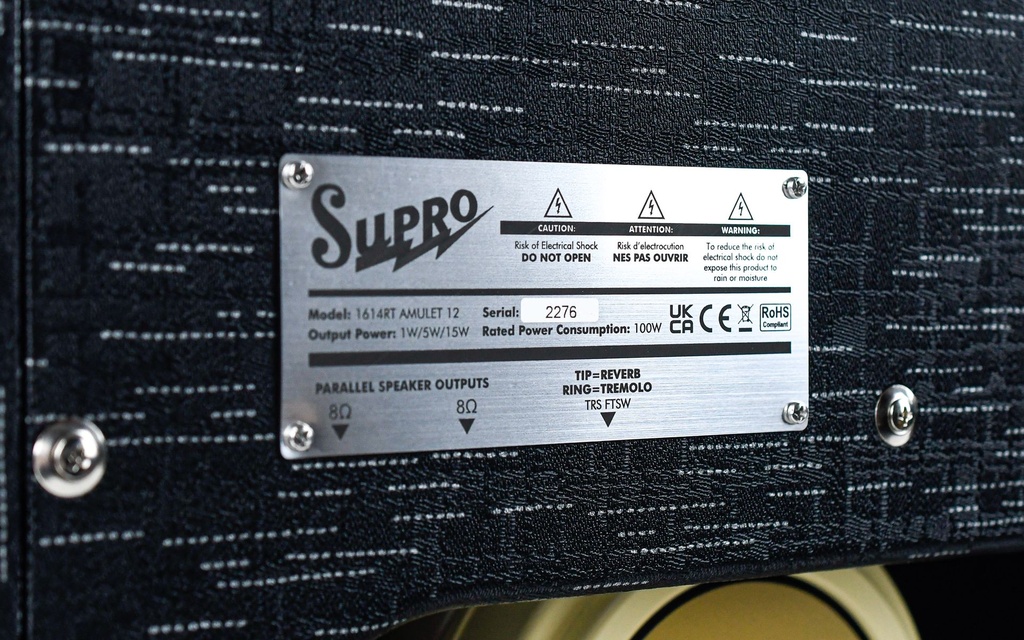 SUPRO
CAUTION:
Risk of Electrical Shock
DO NOT OPEN
ATTENTION:
Risk d'electrocution
NES PAS OUVRIR
WARNING:
To reduce the risk of
electrical shock do not
expose this product to
rain or moisture
Model: 1614RT AMULET 12
Serial: 2276
Output Power: 1W/5W/15W
Rated Power Consumption: 100W
UK
CA
CE
RoHS
Compliant
PARALLEL SPEAKER OUTPUTS
8Ω
8Ω
TIP=REVERB
RING=TREMOLO
TRS FTSW